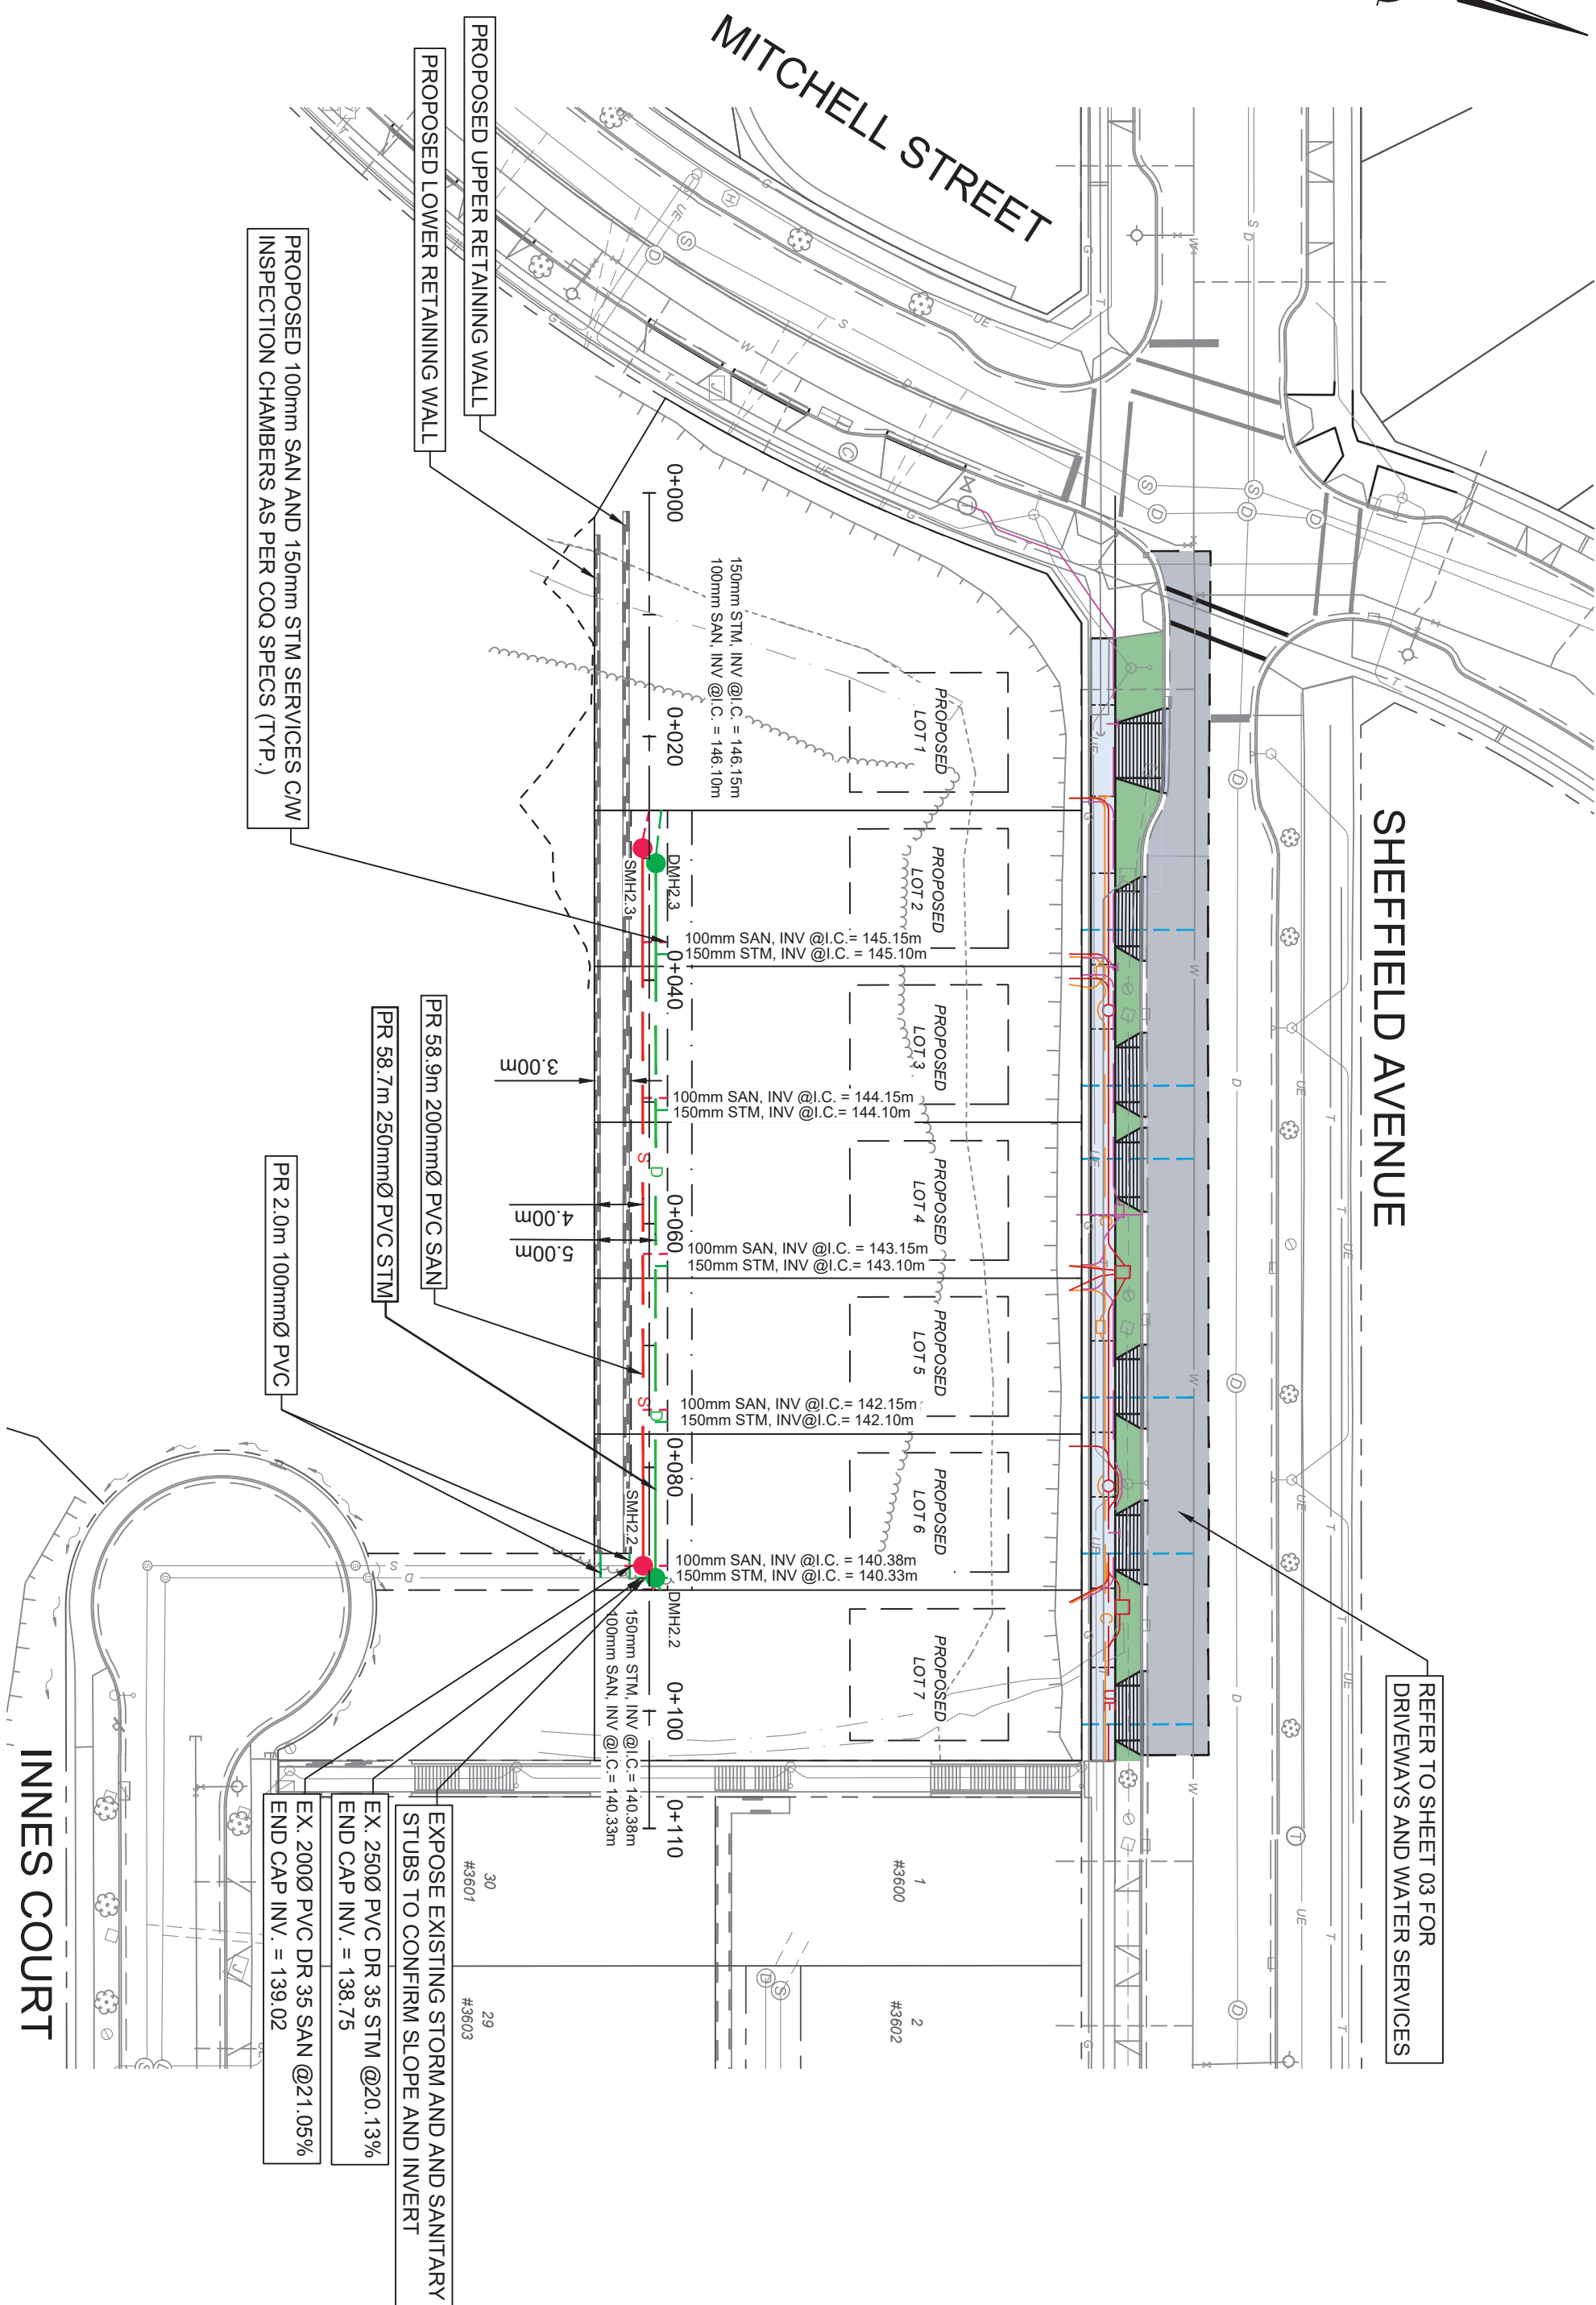 MITCHELL STREET
SHEFFIELD AVENUE
INNES COURT
PROPOSED UPPER RETAINING WALL
PROPOSED LOWER RETAINING WALL
PROPOSED 100mm SAN AND 150mm STM SERVICES C/W
INSPECTION CHAMBERS AS PER COQ SPECS (TYP.)
0+000
0+020
0+040
0+060
0+080
0+100
0+110
150mm STM, INV @I.C. = 146.15m
100mm SAN, INV @I.C. = 146.10m
PROPOSED
LOT 1
PROPOSED
LOT 2
PROPOSED
LOT 3
PROPOSED
LOT 4
PROPOSED
LOT 5
PROPOSED
LOT 6
PROPOSED
LOT 7
DMH2.3
SMH2.3
100mm SAN, INV @I.C.= 145.15m
150mm STM, INV @I.C. = 145.10m
100mm SAN, INV @I.C. = 144.15m
150mm STM, INV @I.C. = 144.10m
100mm SAN, INV @I.C. = 143.15m
150mm STM, INV @I.C. = 143.10m
100mm SAN, INV @I.C.= 142.15m
150mm STM, INV@I.C. = 142.10m
100mm SAN, INV @I.C. = 140.38m
150mm STM, INV @I.C. = 140.33m
SMH2.2
DMH2.2
150mm STM, INV @I.C. = 140.38m
100mm SAN, INV @I.C.= 140.33m
3.00m
4.00m
5.00m
PR 58.9m 200mmØ PVC SAN
PR 58.7m 250mmØ PVC STM
PR 2.0m 100mmØ PVC
REFER TO SHEET 03 FOR
DRIVEWAYS AND WATER SERVICES
EXPOSE EXISTING STORM AND AND SANITARY
STUBS TO CONFIRM SLOPE AND INVERT
EX. 250Ø PVC DR 35 STM @20.13%
END CAP INV. = 138.75
EX. 200Ø PVC DR 35 SAN @21.05%
END CAP INV. = 139.02
1
#3600
2
#3602
30
#3601
29
#3603